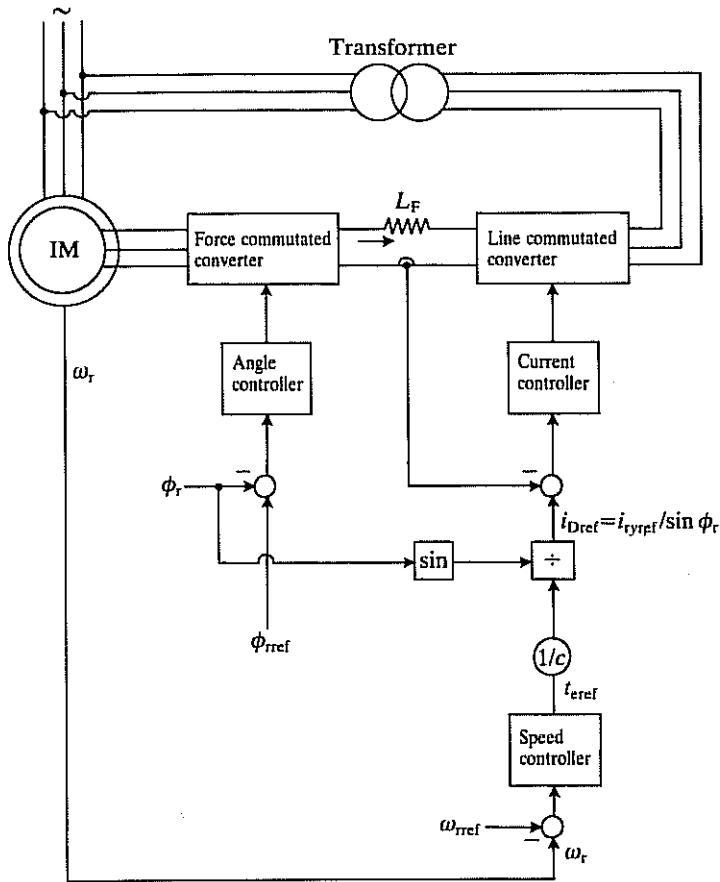 ~
Transformer
L_F
IM
Force commutated
converter
Line commutated
converter
ω_r
Angle
controller
Current
controller
ϕ_r
−
−
i_Dref=i_ryref/sin ϕ_r
sin
÷
ϕ_rref
1/c
t_eref
Speed
controller
ω_rref
−
ω_r